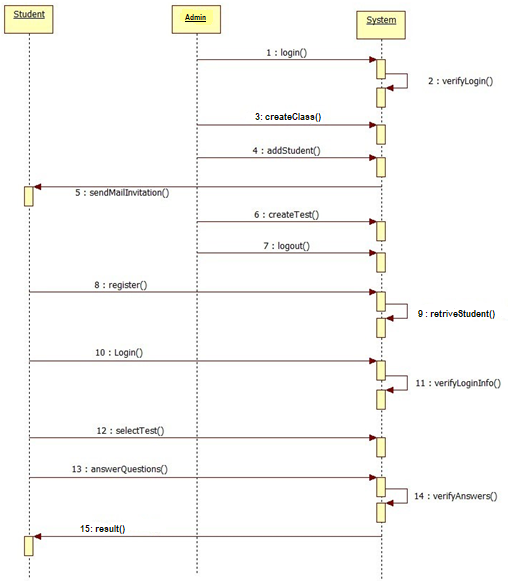 Student
Admin
System
1 : login()
2 : verifyLogin()
3: createClass()
4 : addStudent()
5 : sendMailInvitation()
6 : createTest()
7 : logout()
8 : register()
9 : retriveStudent()
10 : Login()
11 : verifyLoginInfo()
12 : selectTest()
13 : answerQuestions()
14 : verifyAnswers()
15: result()